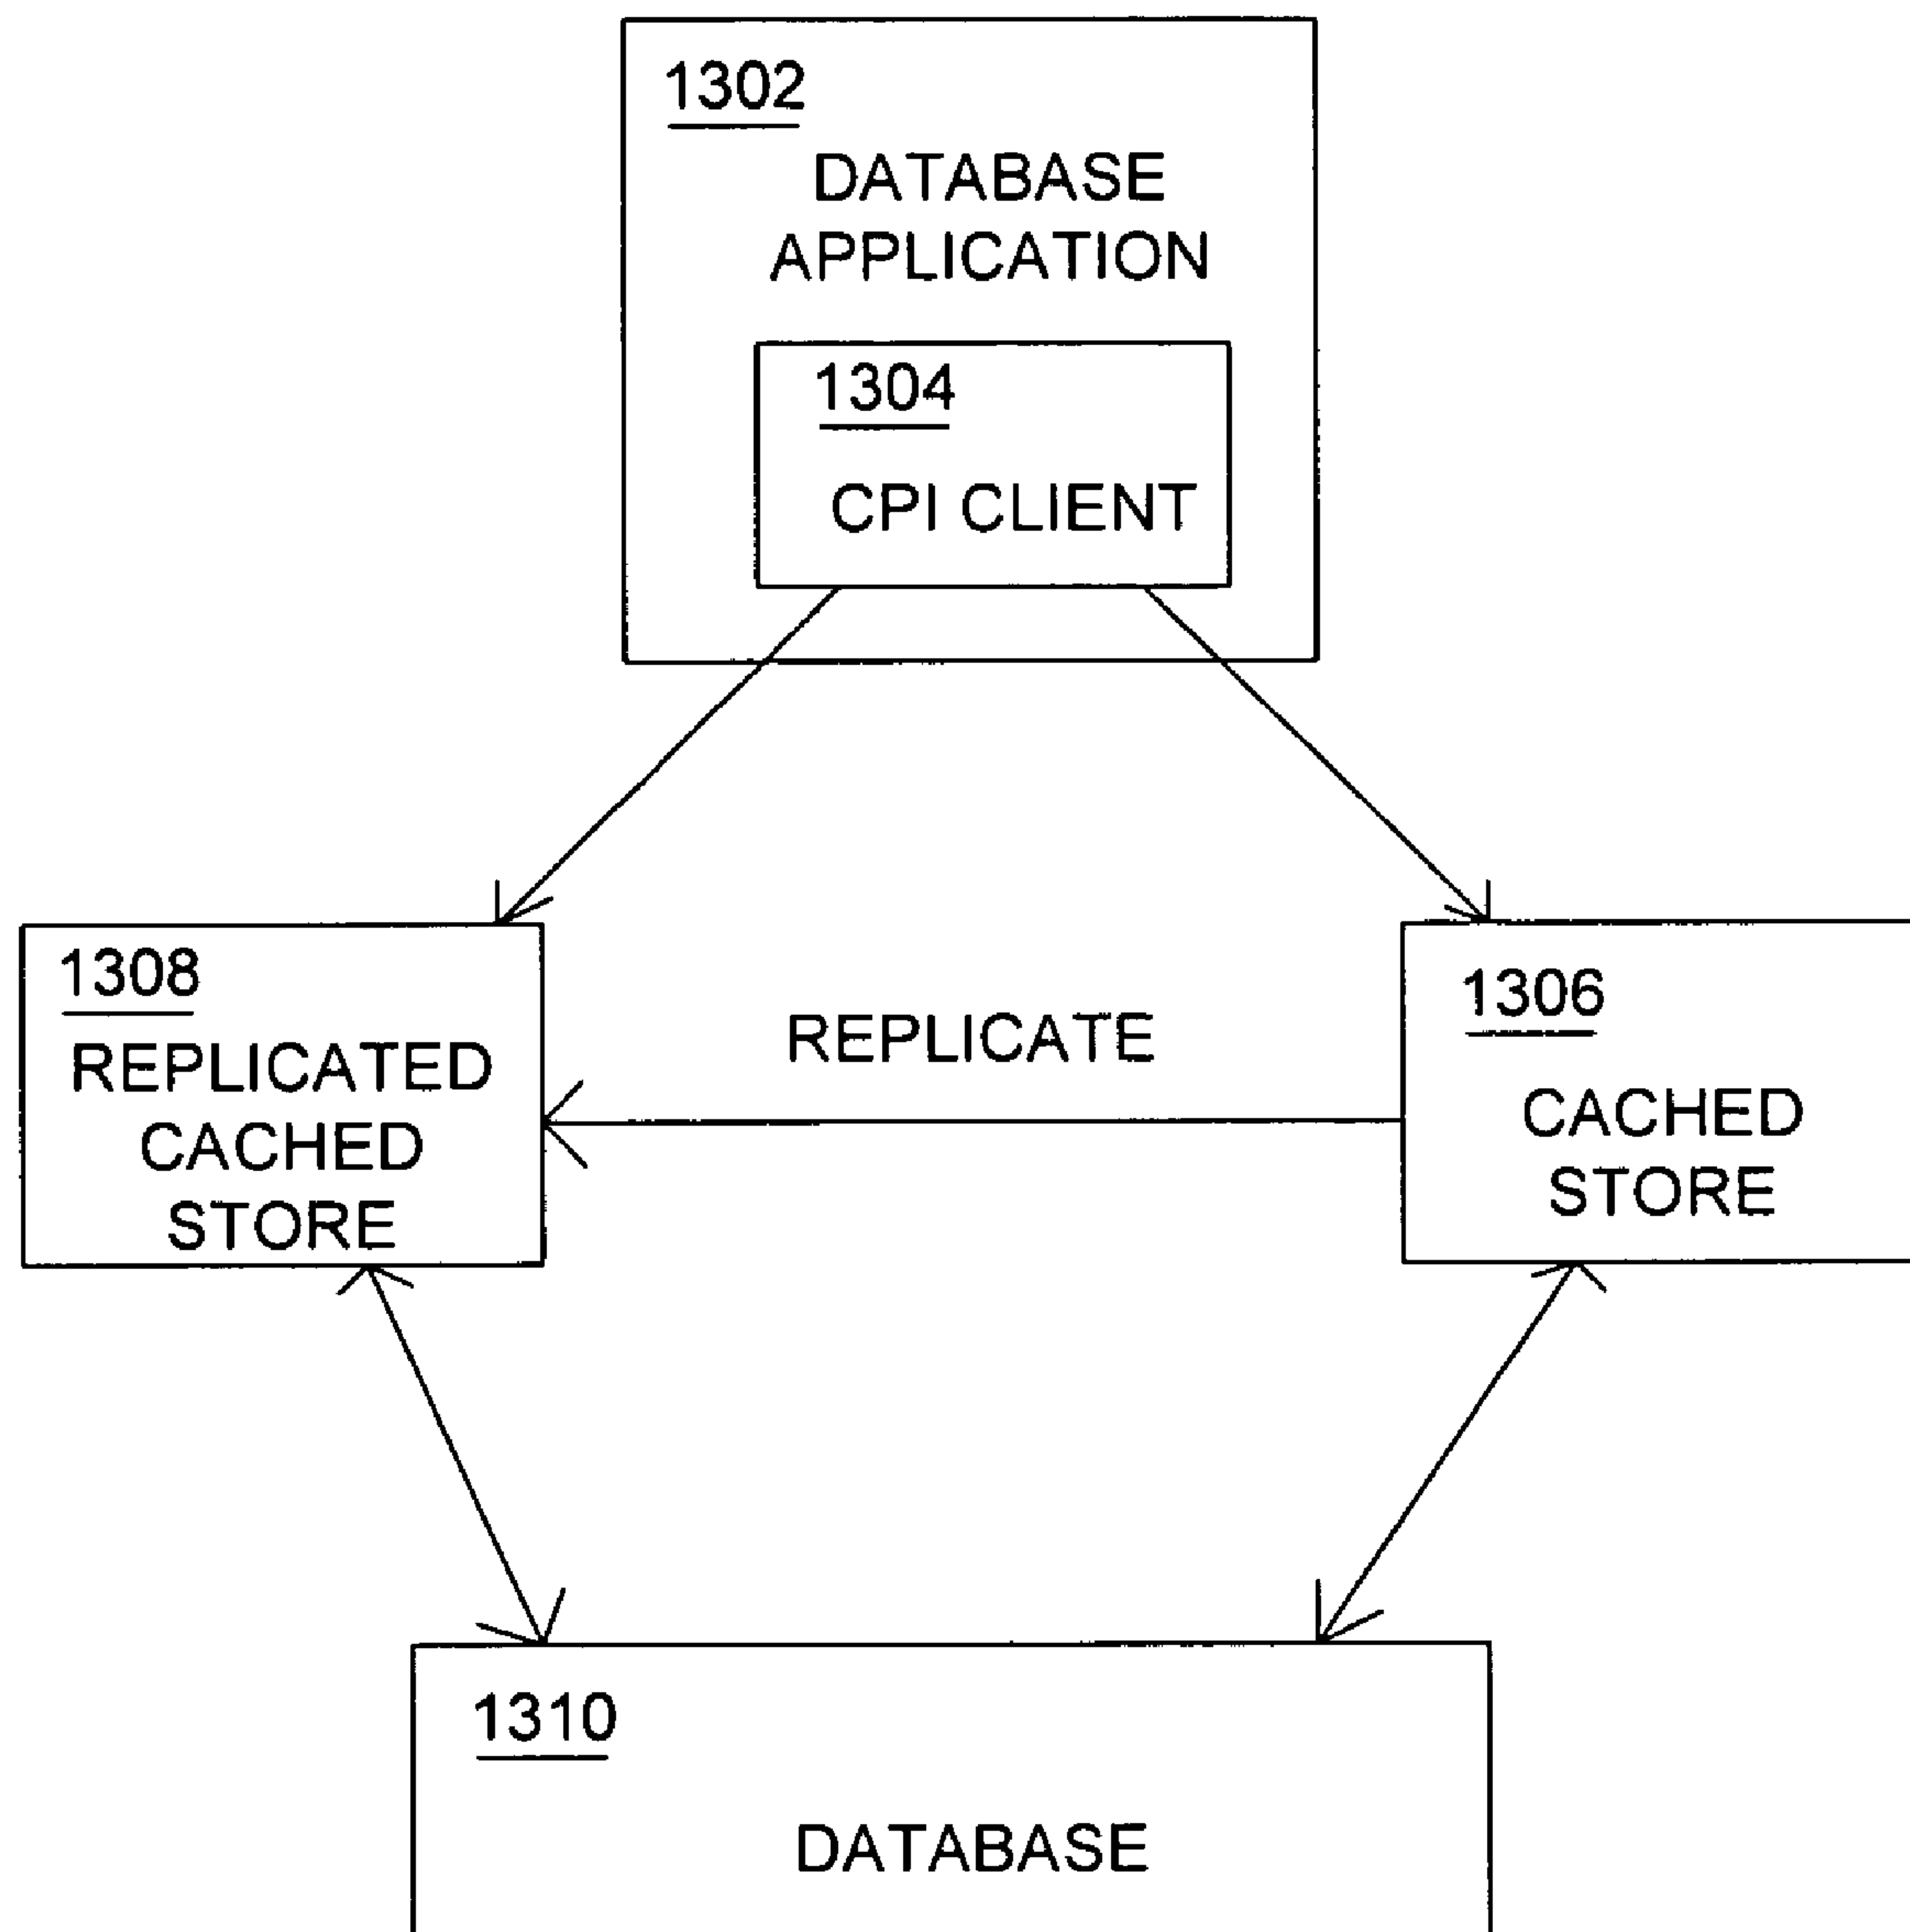 1302
DATABASE
APPLICATION
1304
CPI CLIENT
1308
REPLICATED
CACHED
STORE
REPLICATE
1306
CACHED
STORE
1310
DATABASE